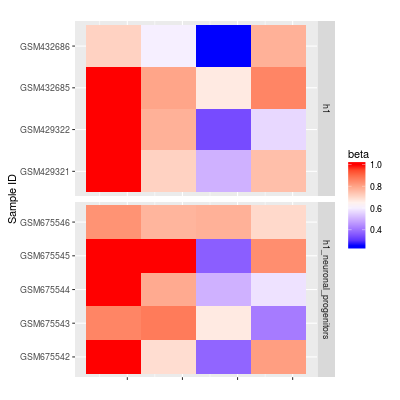 GSM432686
GSM432685
GSM429322
GSM429321
h1
GSM675546
GSM675545
GSM675544
GSM675543
GSM675542
h1_neuronal_progenitors
Sample ID
beta
1.0
0.8
0.6
0.4